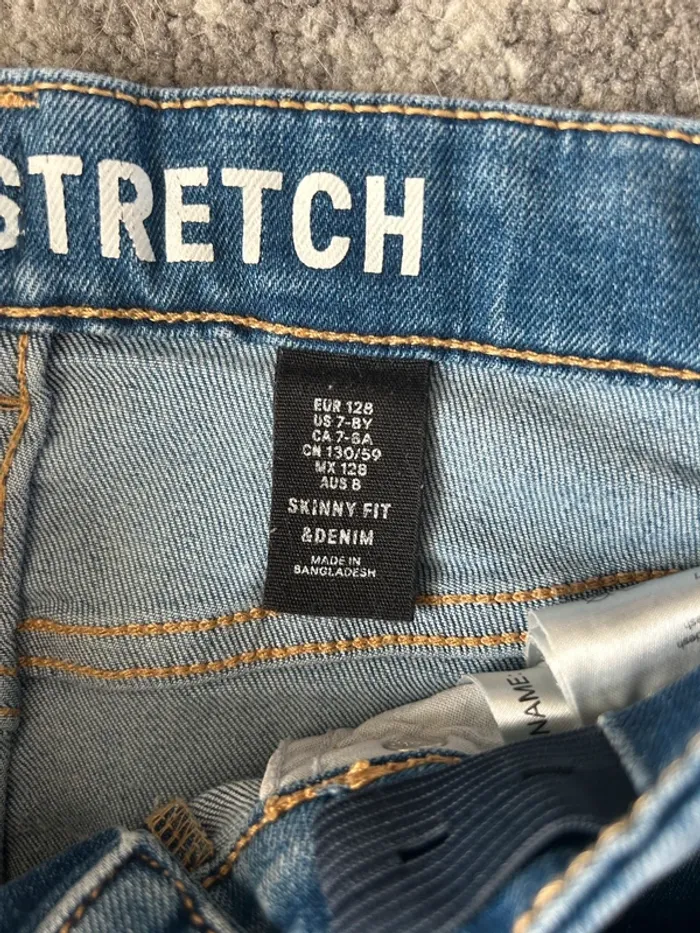 STRETCH
EUR 128
US 7-8Y
CA 7-8A
CN 130/59
MX 128
AUS 8
SKINNY FIT
&DENIM
MADE IN
BANGLADESH
NAME: